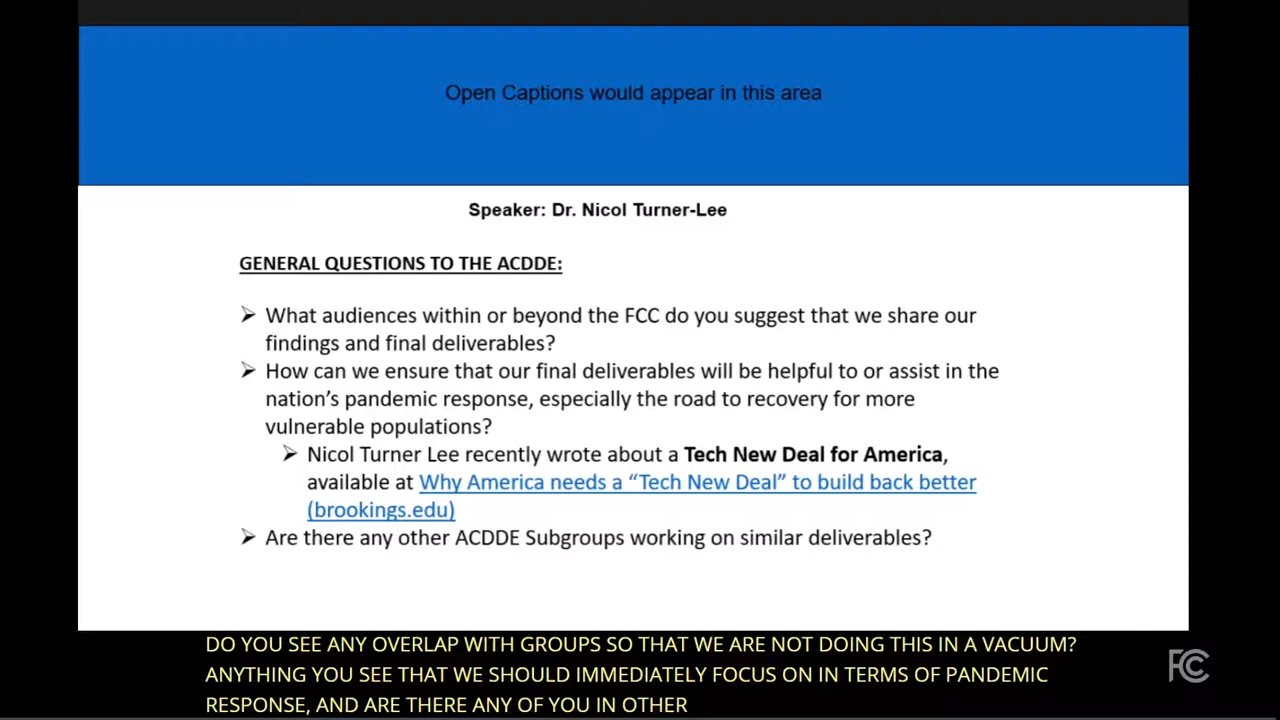 Open Captions would appear in this area
Speaker: Dr. Nicol Turner-Lee
GENERAL QUESTIONS TO THE ACDDE:
➢ What audiences within or beyond the FCC do you suggest that we share our
findings and final deliverables?
➢ How can we ensure that our final deliverables will be helpful to or assist in the
nation’s pandemic response, especially the road to recovery for more
vulnerable populations?
➢ Nicol Turner Lee recently wrote about a Tech New Deal for America,
available at Why America needs a “Tech New Deal” to build back better
(brookings.edu)
➢ Are there any other ACDDE Subgroups working on similar deliverables?
DO YOU SEE ANY OVERLAP WITH GROUPS SO THAT WE ARE NOT DOING THIS IN A VACUUM?
ANYTHING YOU SEE THAT WE SHOULD IMMEDIATELY FOCUS ON IN TERMS OF PANDEMIC
RESPONSE, AND ARE THERE ANY OF YOU IN OTHER
FCC